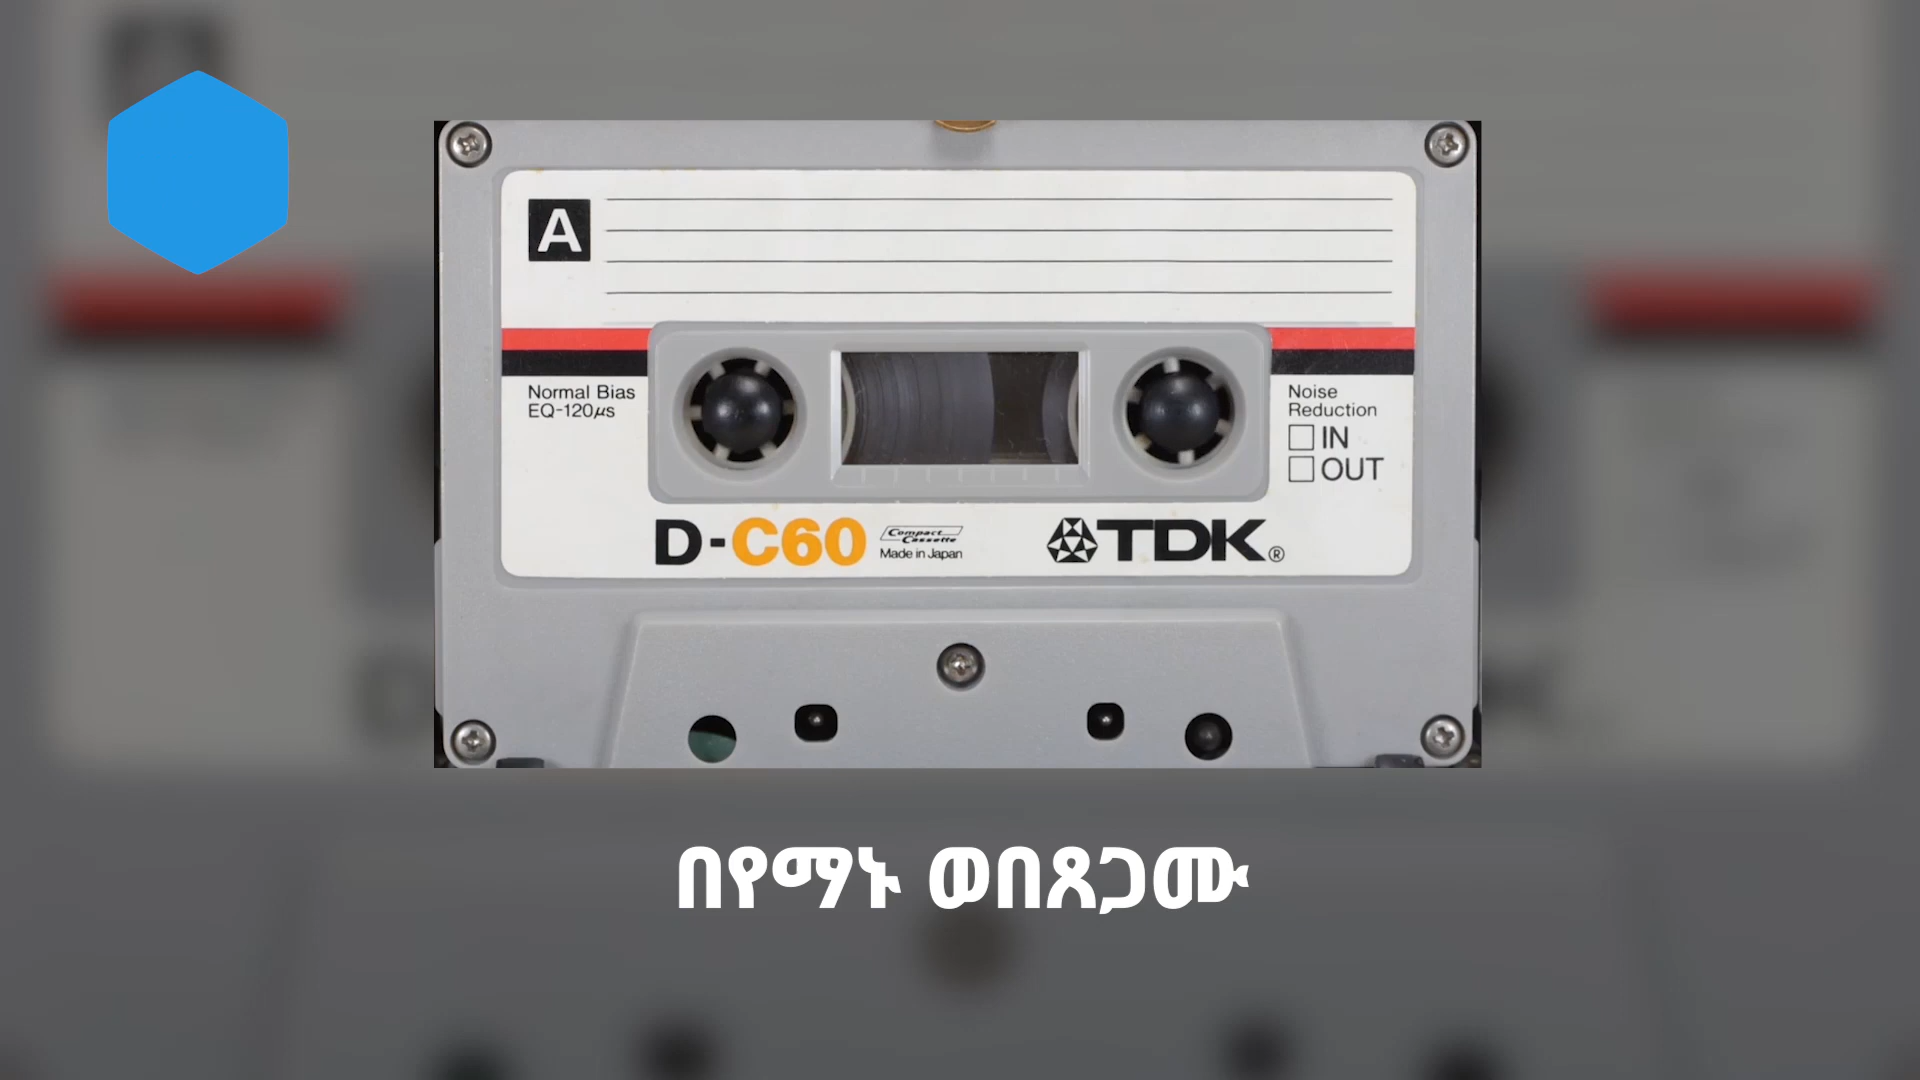 A
Normal Bias
EQ-120µs
Noise
Reduction
IN
OUT
D-C60
Compact
Cassette
Made in Japan
TDK®
በየማኑ ወበጸጋሙ